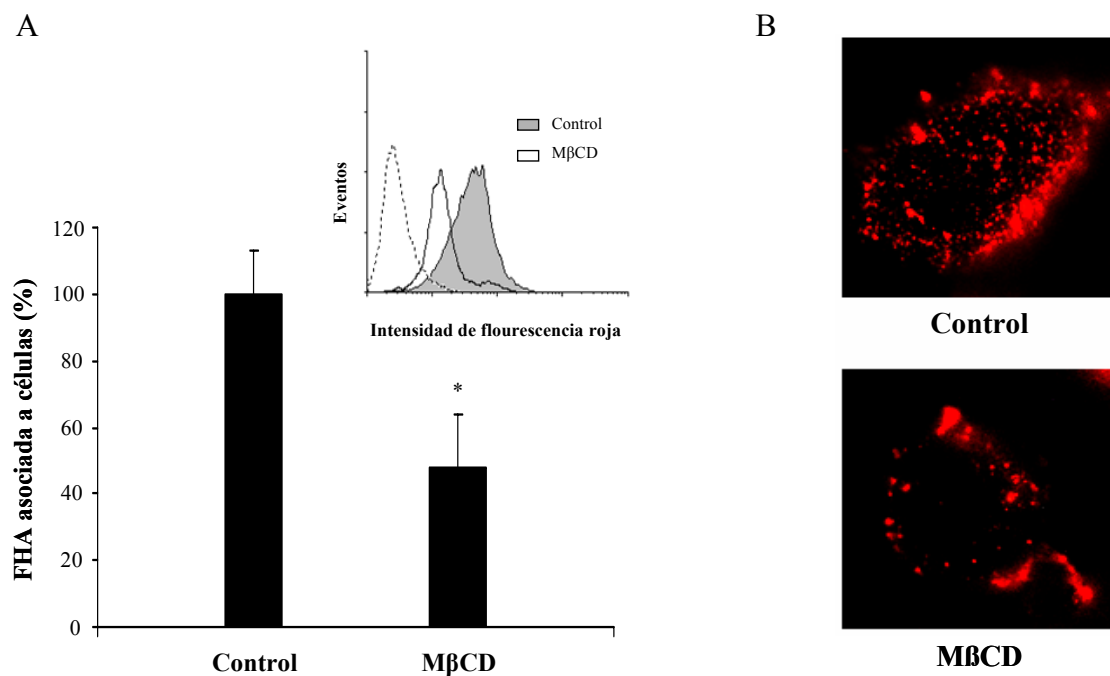 A
B
Control
MβCD
Eventos
Intensidad de flourescencia roja
FHA asociada a células (%)
120
100
80
60
40
20
0
*
Control
MβCD
Control
MßCD